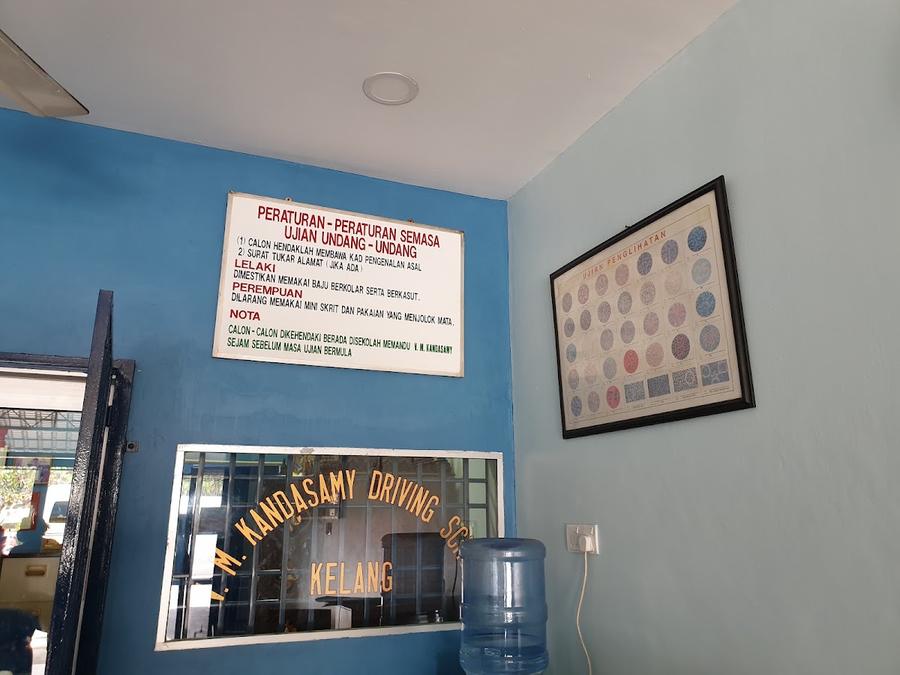 PERATURAN - PERATURAN SEMASA
UJIAN UNDANG - UNDANG
(1) CALON HENDAKLAH MEMBAWA KAD PENGENALAN ASAL
2) SURAT TUKAR ALAMAT ( JIKA ADA )
LELAKI
DIMESTIKAN MEMAKAI BAJU BERKOLAR SERTA BERKASUT.
PEREMPUAN
DILARANG MEMAKAI MINI SKRIT DAN PAKAIAN YANG MENJOLOK MATA.
NOTA
CALON - CALON DIKEHENDAKI BERADA DISEKOLAH MEMANDU V. M. KANDASAMY
SEJAM SEBELUM MASA UJIAN BERMULA
UJIAN PENGLIHATAN
V. M. KANDASAMY DRIVING
KELANG